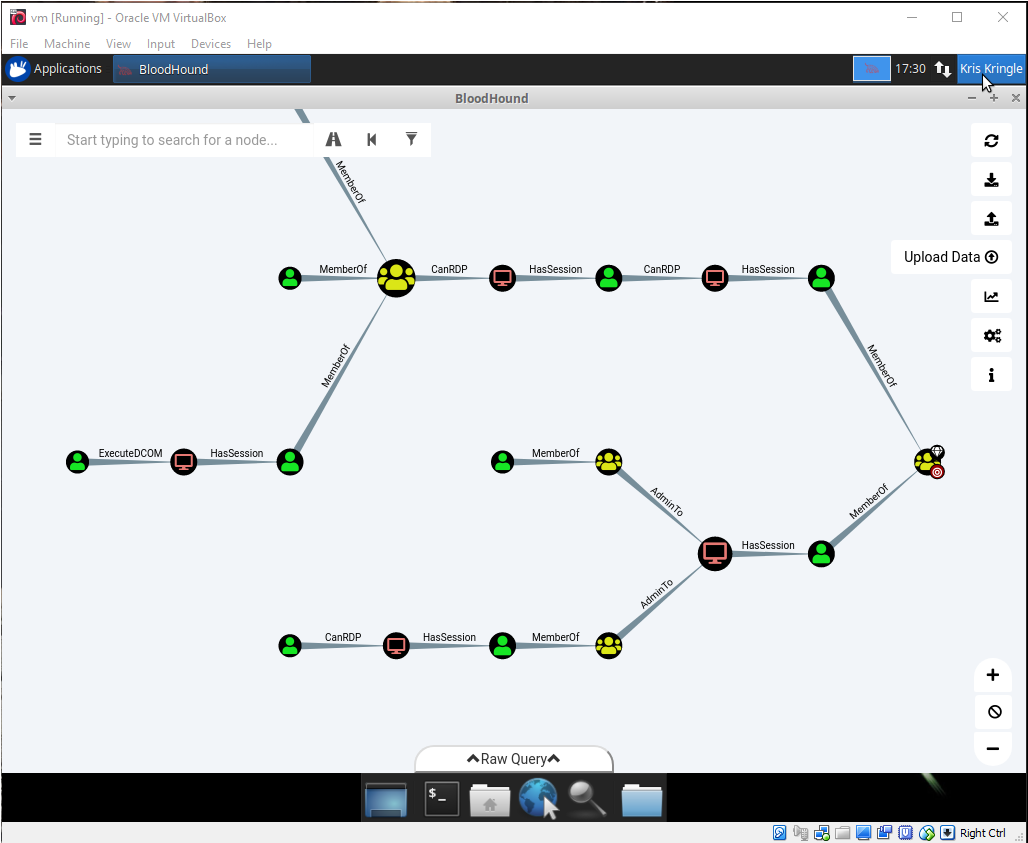 vm [Running] - Oracle VM VirtualBox
File Machine View Input Devices Help
Applications BloodHound 17:30 Kris Kringle
BloodHound
Start typing to search for a node...
MemberOf
MemberOf CanRDP HasSession CanRDP HasSession
Upload Data
MemberOf MemberOf
ExecuteDCOM HasSession MemberOf
AdminTo MemberOf
HasSession
AdminTo
CanRDP HasSession MemberOf
Raw Query
$_
Right Ctrl